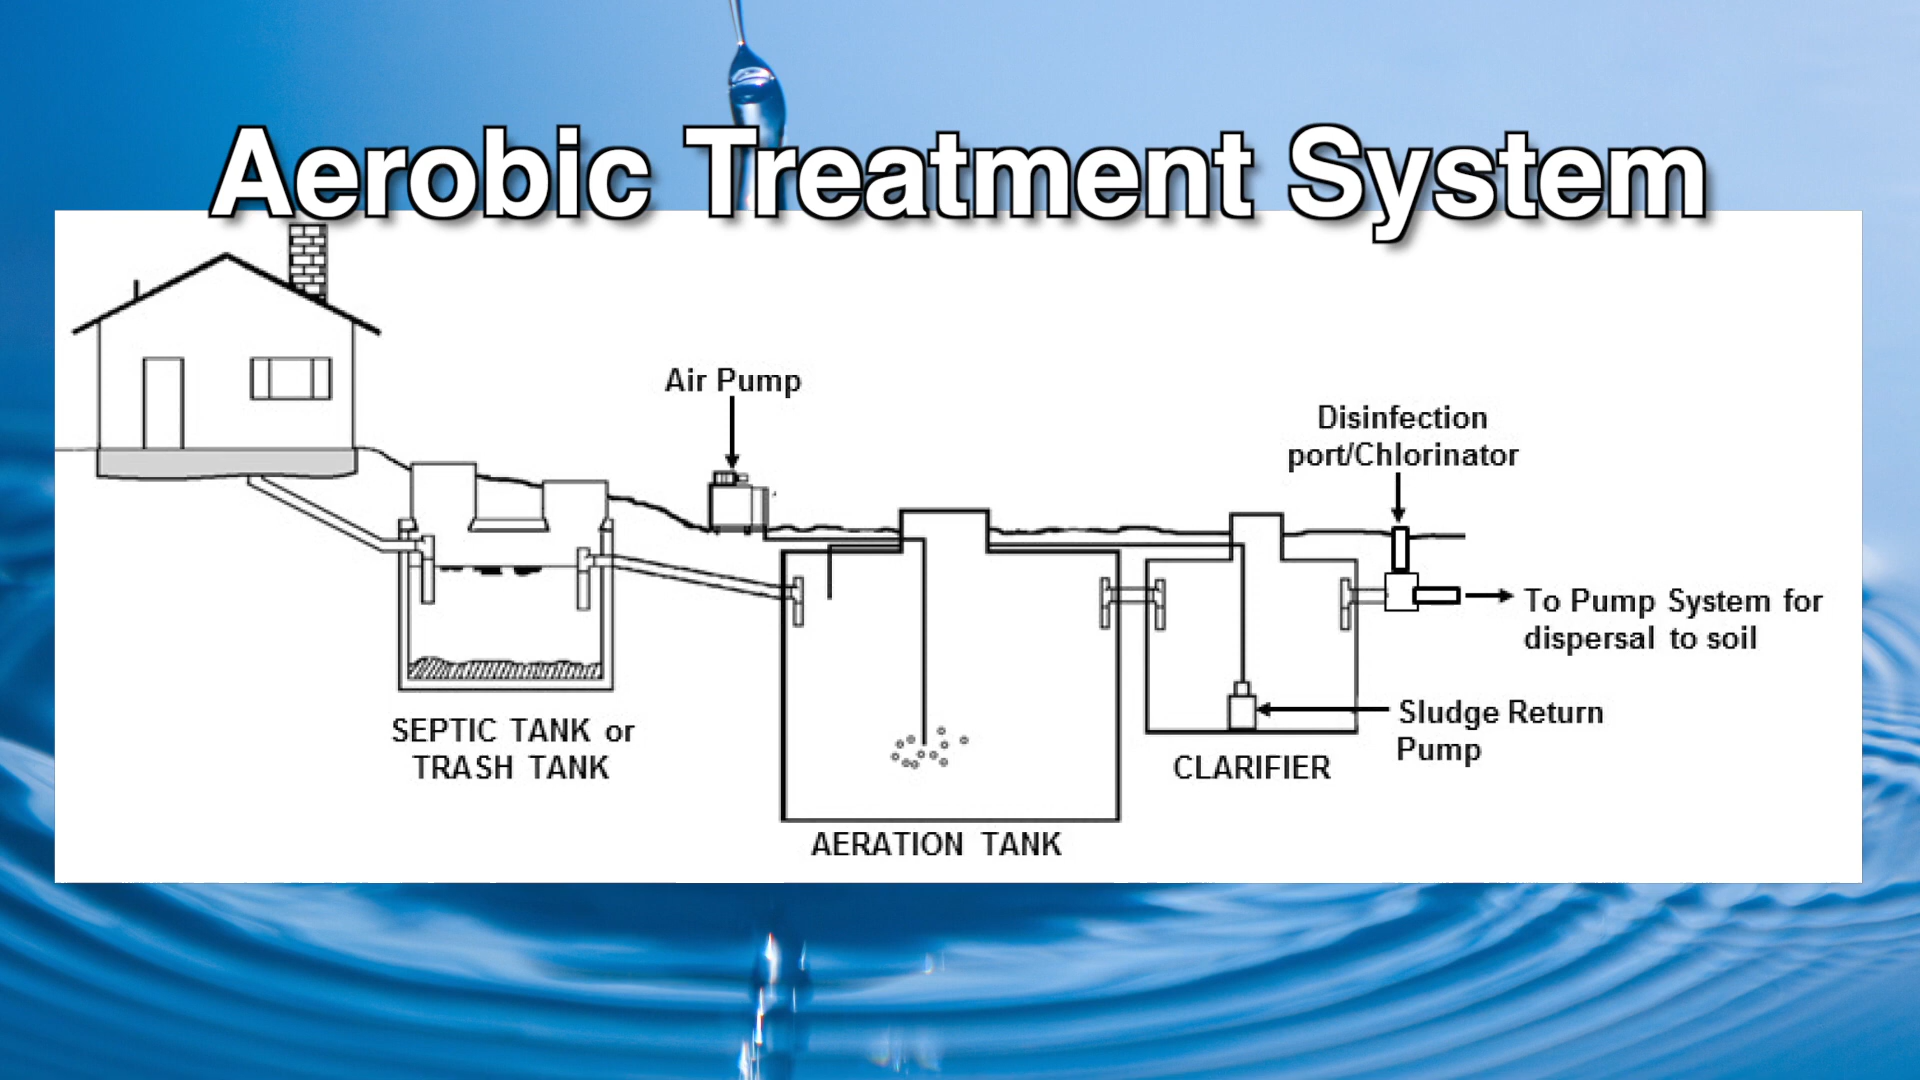 Aerobic Treatment System
Air Pump
Disinfection
port/Chlorinator
To Pump System for
dispersal to soil
Sludge Return
Pump
SEPTIC TANK or
TRASH TANK
CLARIFIER
AERATION TANK